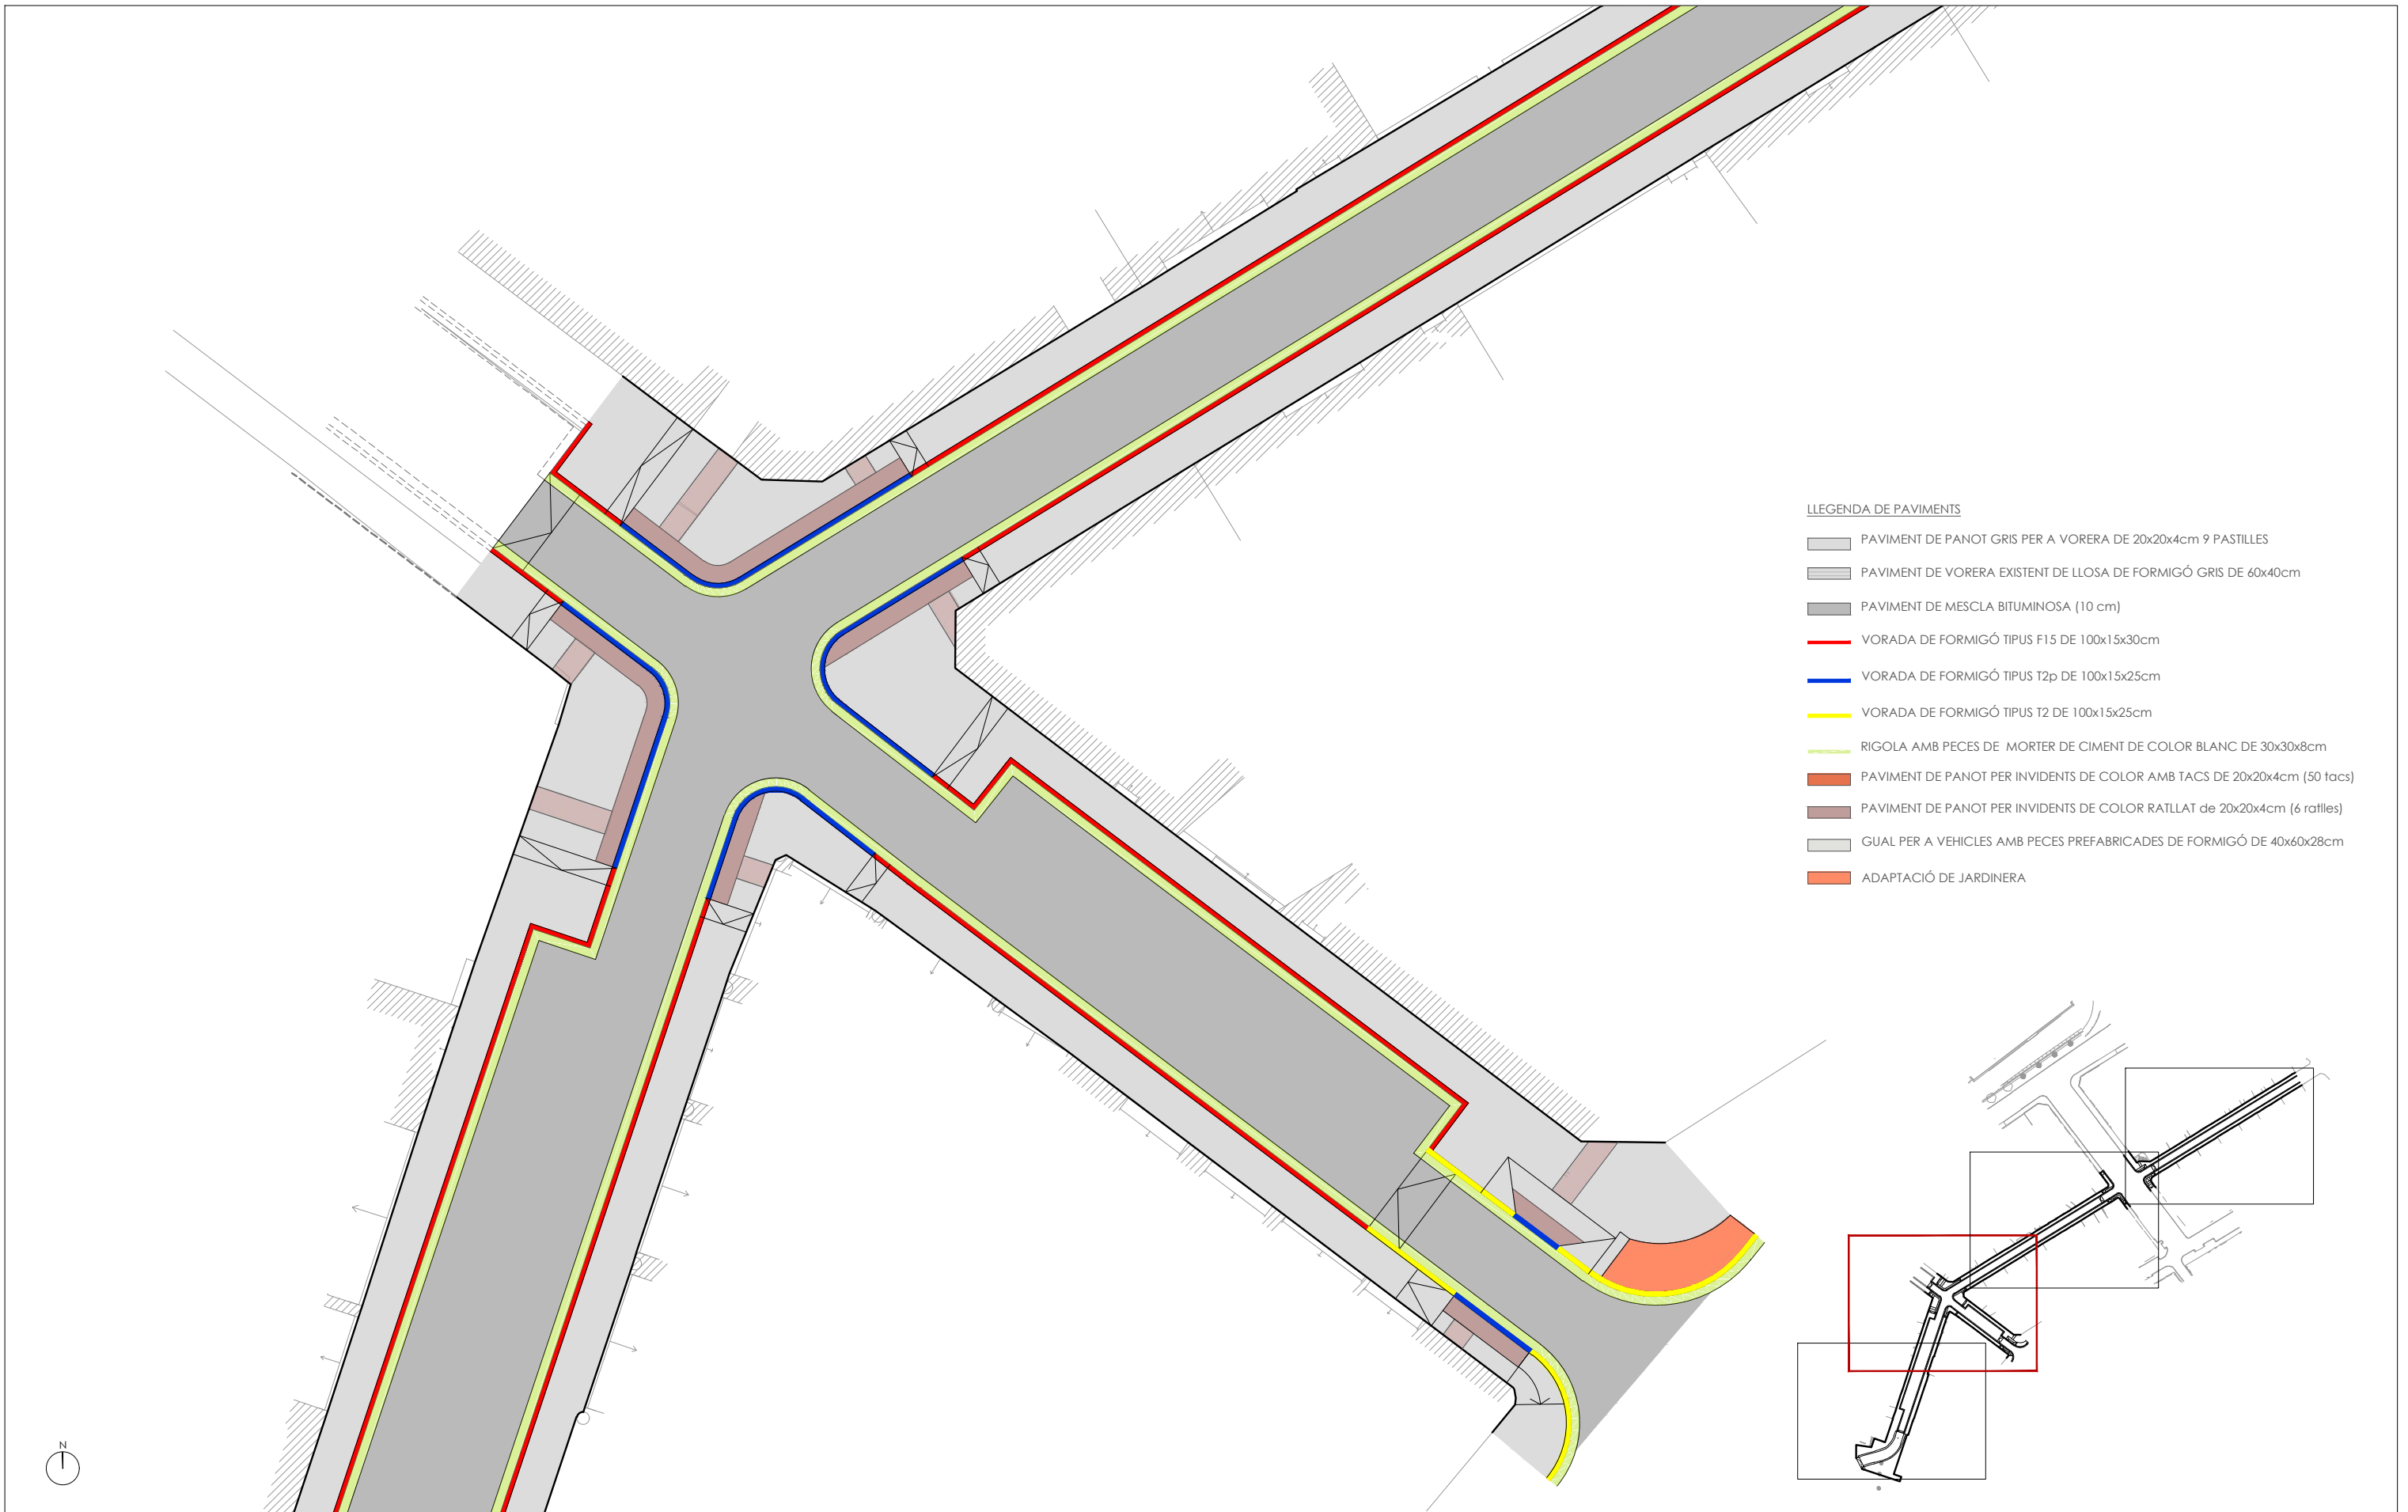 LLEGENDA DE PAVIMENTS
PAVIMENT DE PANOT GRIS PER A VORERA DE 20x20x4cm 9 PASTILLES
PAVIMENT DE VORERA EXISTENT DE LLOSA DE FORMIGÓ GRIS DE 60x40cm
PAVIMENT DE MESCLA BITUMINOSA (10 cm)
VORADA DE FORMIGÓ TIPUS F15 DE 100x15x30cm
VORADA DE FORMIGÓ TIPUS T2p DE 100x15x25cm
VORADA DE FORMIGÓ TIPUS T2 DE 100x15x25cm
RIGOLA AMB PECES DE MORTER DE CIMENT DE COLOR BLANC DE 30x30x8cm
PAVIMENT DE PANOT PER INVIDENTS DE COLOR AMB TACS DE 20x20x4cm (50 tacs)
PAVIMENT DE PANOT PER INVIDENTS DE COLOR RATLLAT de 20x20x4cm (6 ratlles)
GUAL PER A VEHICLES AMB PECES PREFABRICADES DE FORMIGÓ DE 40x60x28cm
ADAPTACIÓ DE JARDINERA
N